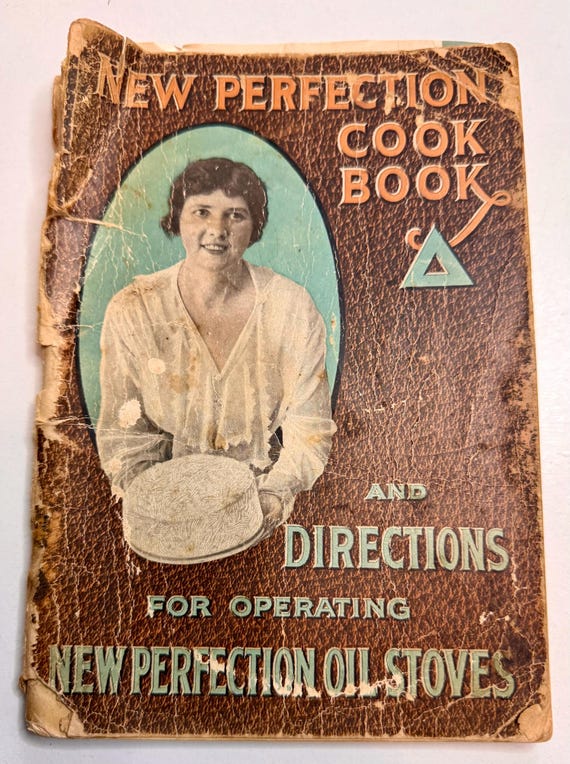 NEW PERFECTION
COOK
BOOK
AND
DIRECTIONS
FOR OPERATING
NEW PERFECTION OIL STOVES